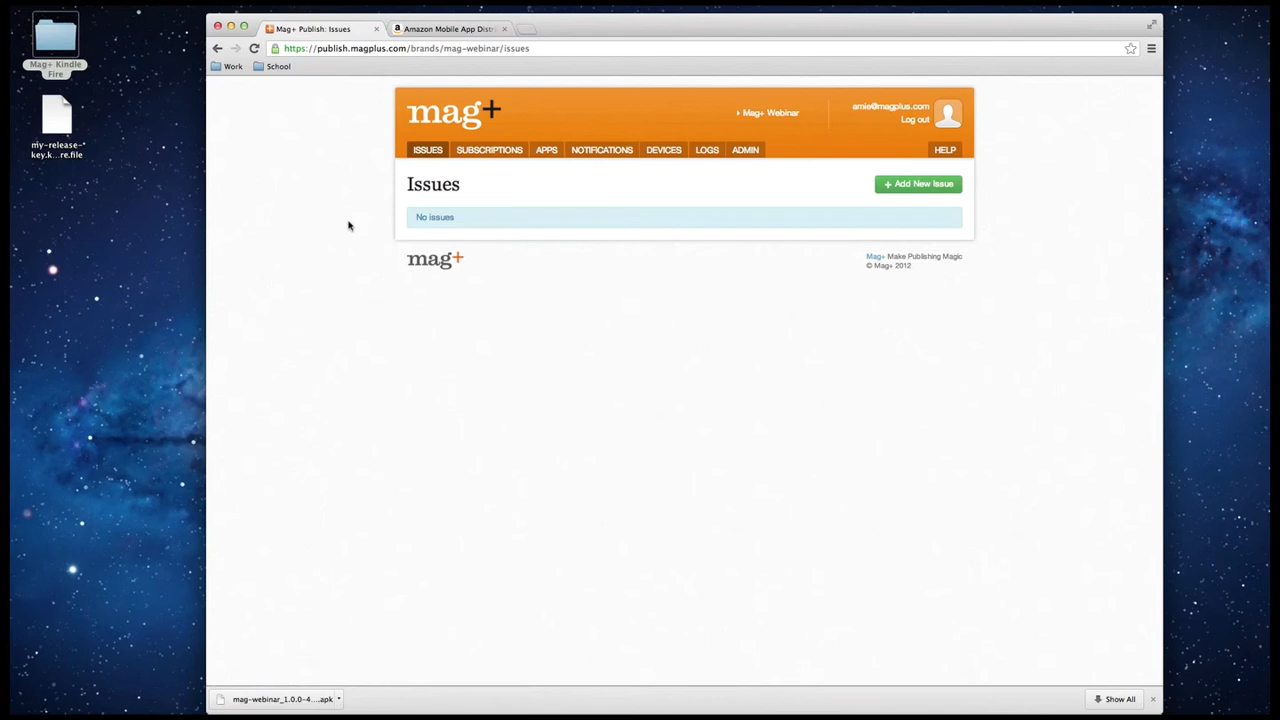 Mag+ Kindle
Fire
my-release-
key.k...re.file
Mag+ Publish: Issues
Amazon Mobile App Distri
https://publish.magplus.com/brands/mag-webinar/issues
Work
School
mag+
Mag+ Webinar
amie@magplus.com
Log out
ISSUES
SUBSCRIPTIONS
APPS
NOTIFICATIONS
DEVICES
LOGS
ADMIN
HELP
Issues
+ Add New Issue
No issues
mag+
Mag+ Make Publishing Magic
© Mag+ 2012
mag-webinar_1.0.0-4....apk
Show All